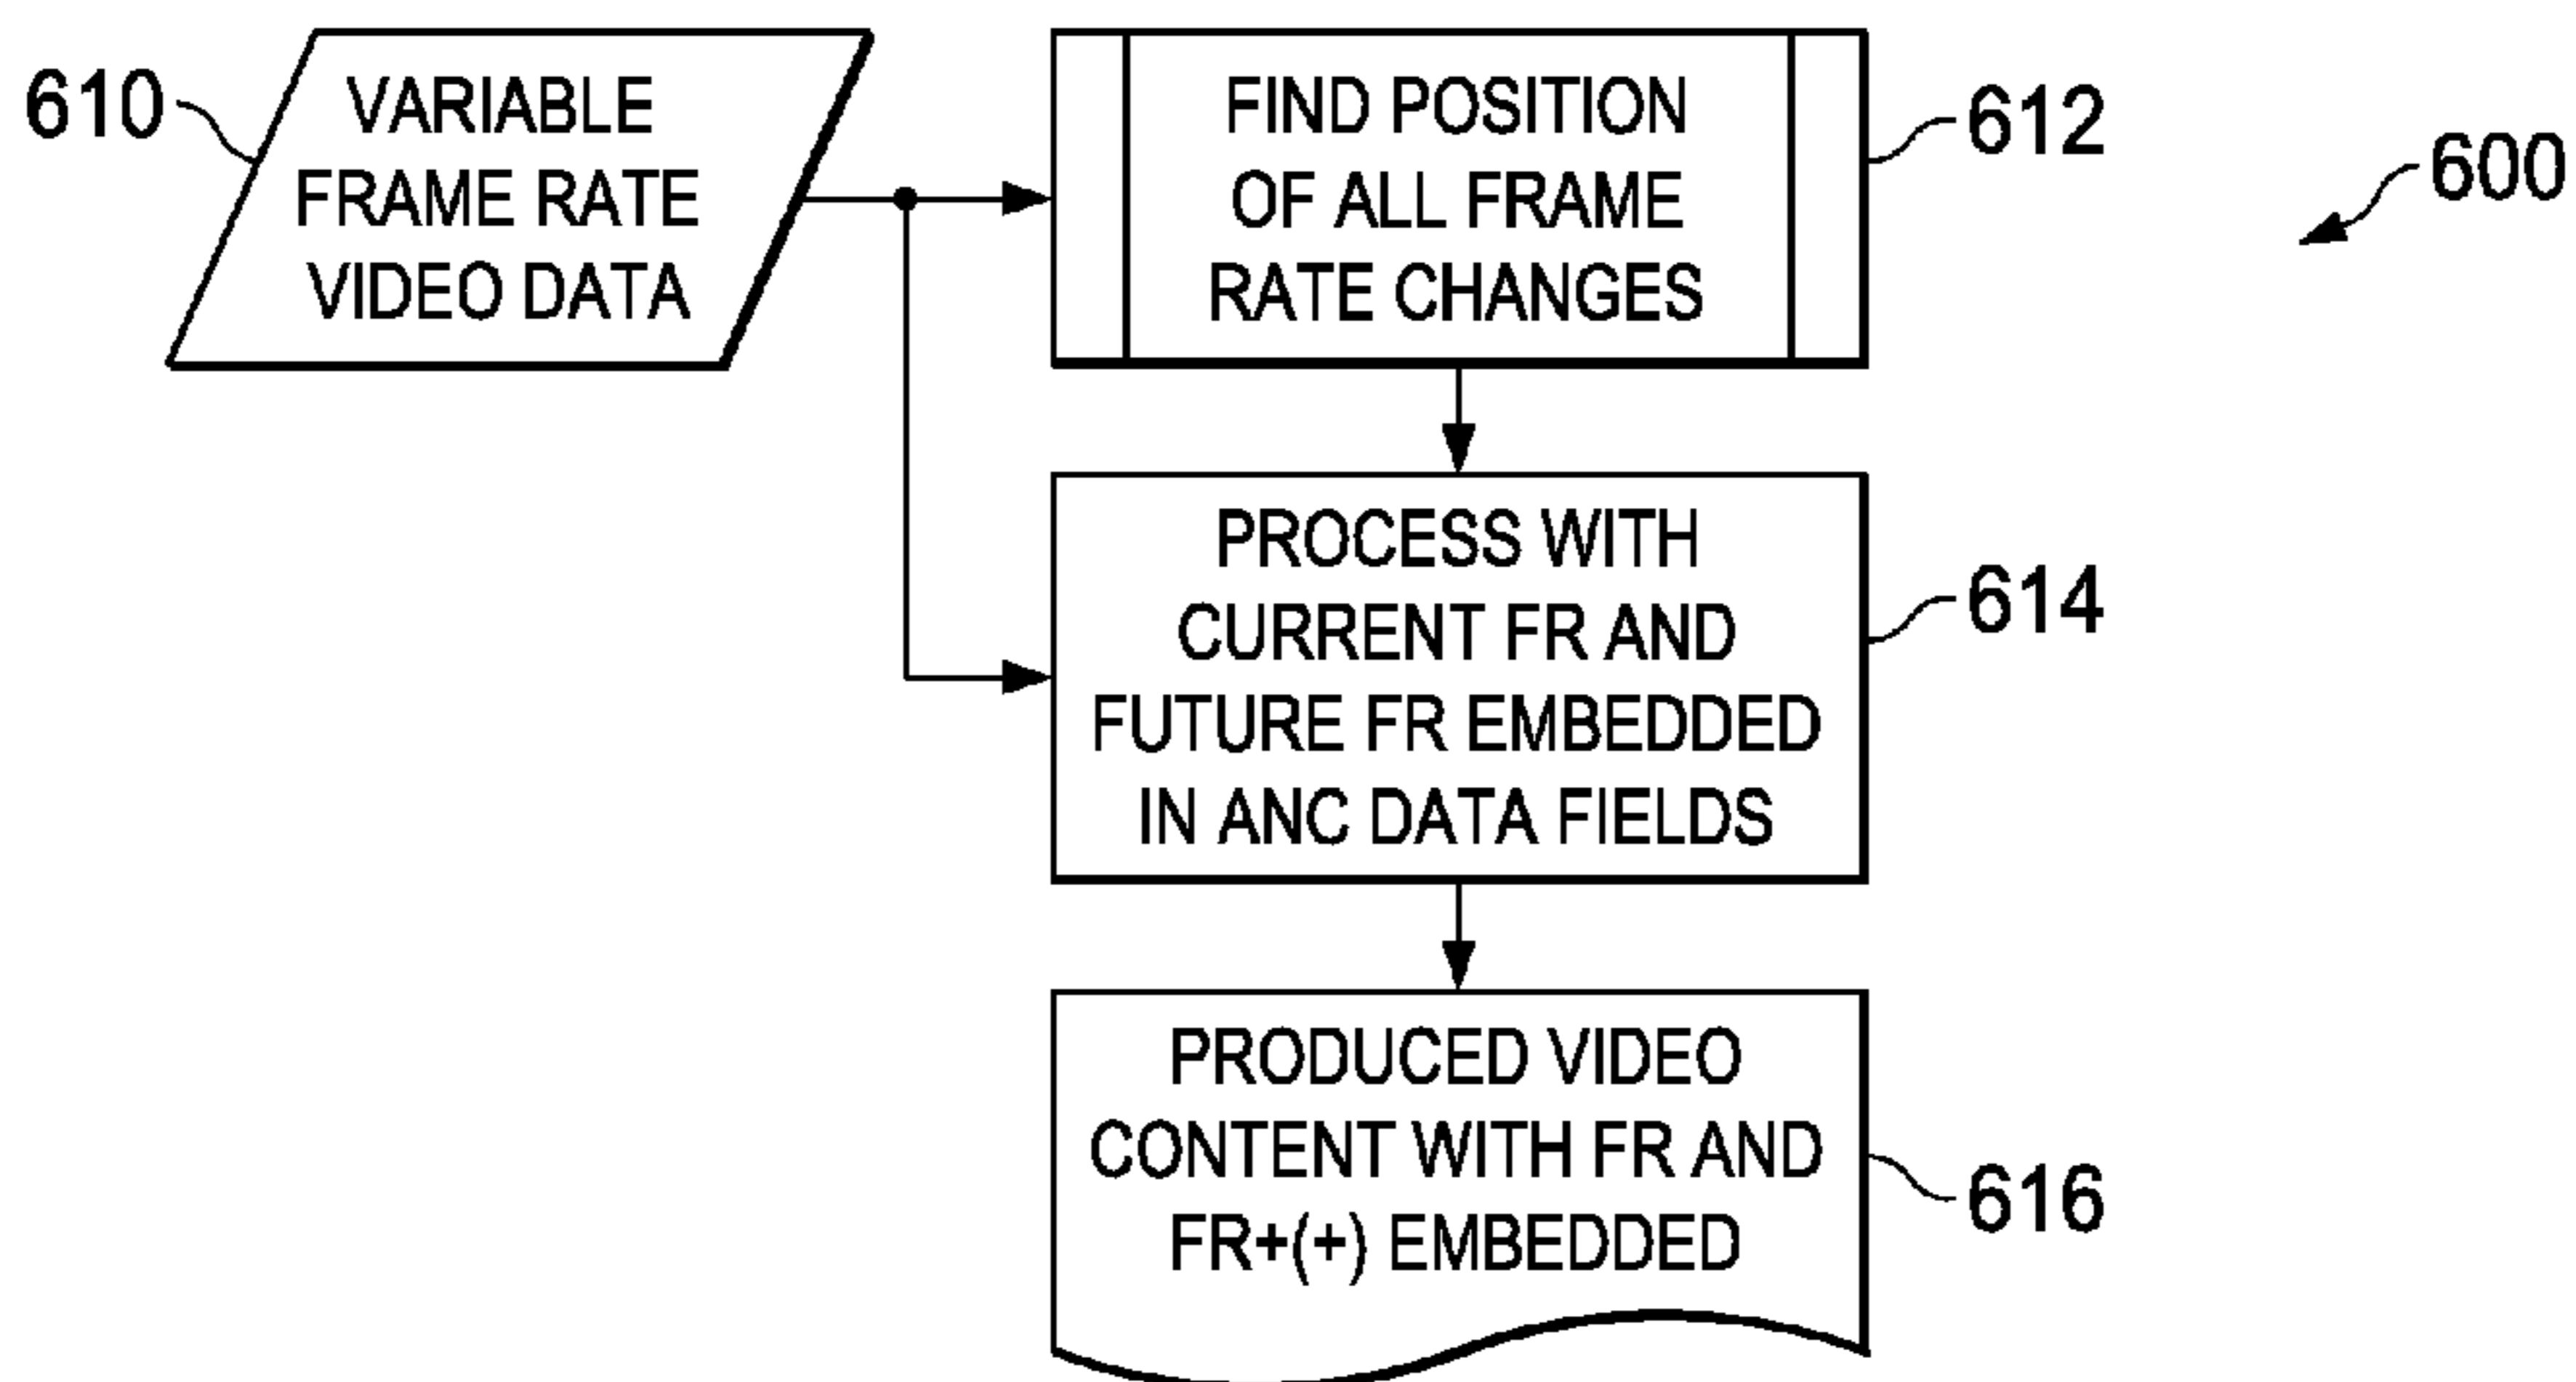 610
VARIABLE
FRAME RATE
VIDEO DATA
FIND POSITION
OF ALL FRAME
RATE CHANGES
612
600
PROCESS WITH
CURRENT FR AND
FUTURE FR EMBEDDED
IN ANC DATA FIELDS
614
PRODUCED VIDEO
CONTENT WITH FR AND
FR+(+) EMBEDDED
616